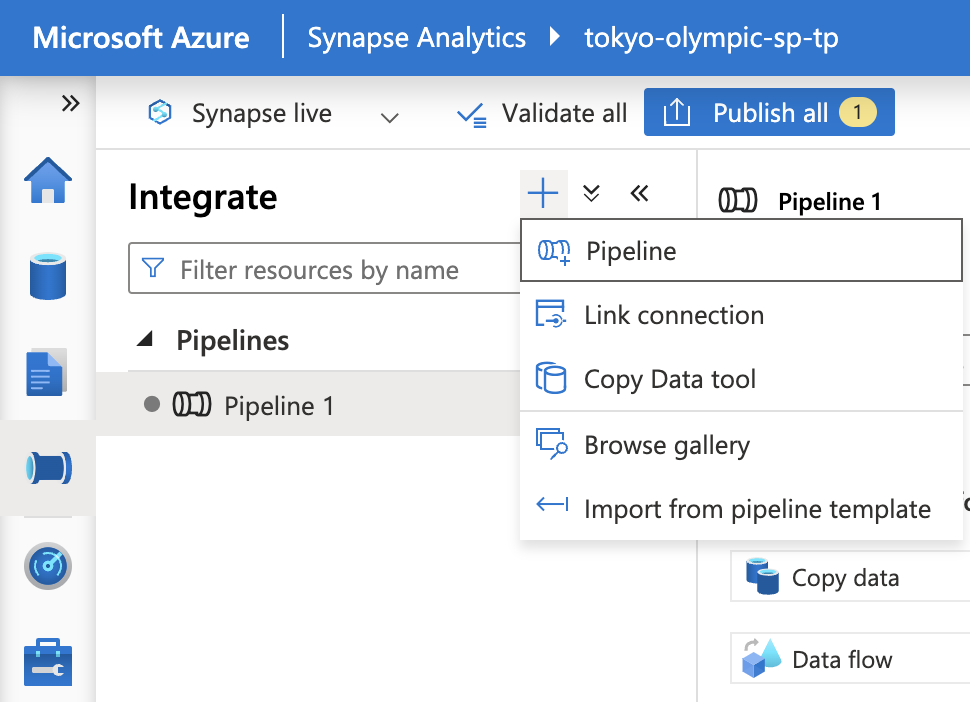 Microsoft Azure
Synapse Analytics
tokyo-olympic-sp-tp
Synapse live
Validate all
Publish all
1
Integrate
Filter resources by name
Pipelines
Pipeline 1
Pipeline
Link connection
Copy Data tool
Browse gallery
Import from pipeline template
Pipeline 1
Copy data
Data flow